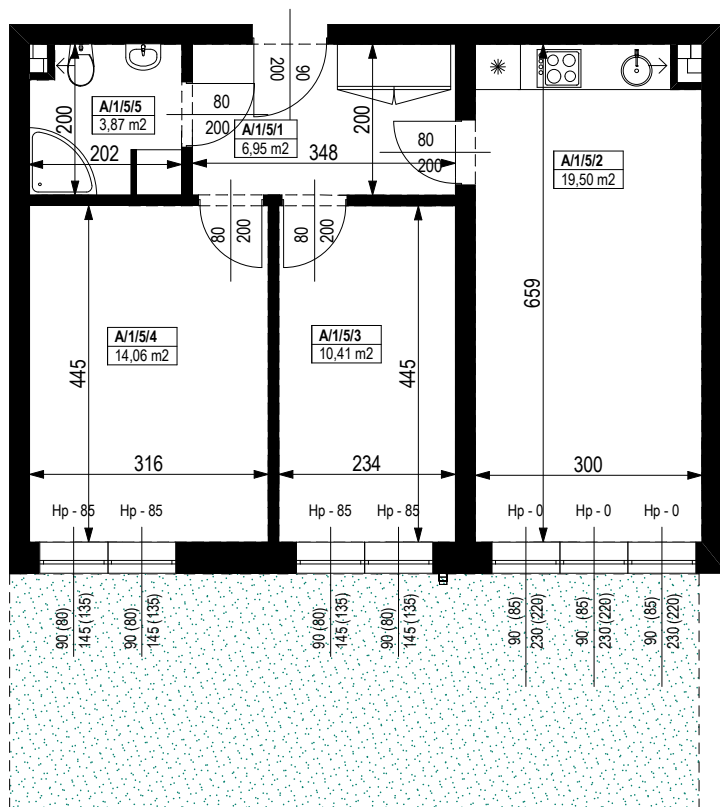 90
200
A/1/5/5
3,87 m2
80
200
A/1/5/1
6,95 m2
200
200
80
200
A/1/5/2
19,50 m2
202
348
80
200
80
200
659
A/1/5/4
14,06 m2
A/1/5/3
10,41 m2
445
445
316
234
300
Hp - 85
Hp - 85
Hp - 85
Hp - 85
Hp - 0
Hp - 0
Hp - 0
90 (80)
145 (135)
90 (80)
145 (135)
90 (80)
145 (135)
90 (80)
145 (135)
90 (85)
230 (220)
90 (85)
230 (220)
90 (85)
230 (220)